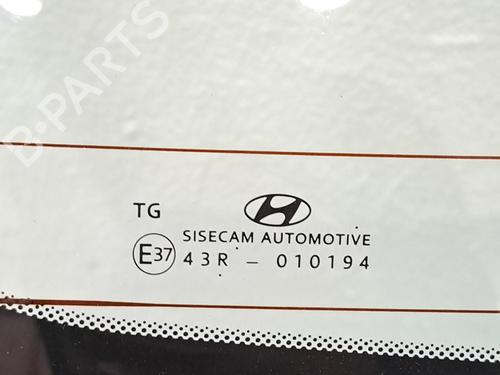 B-PARTS
TG
SISECAM AUTOMOTIVE
E37 43R - 010194